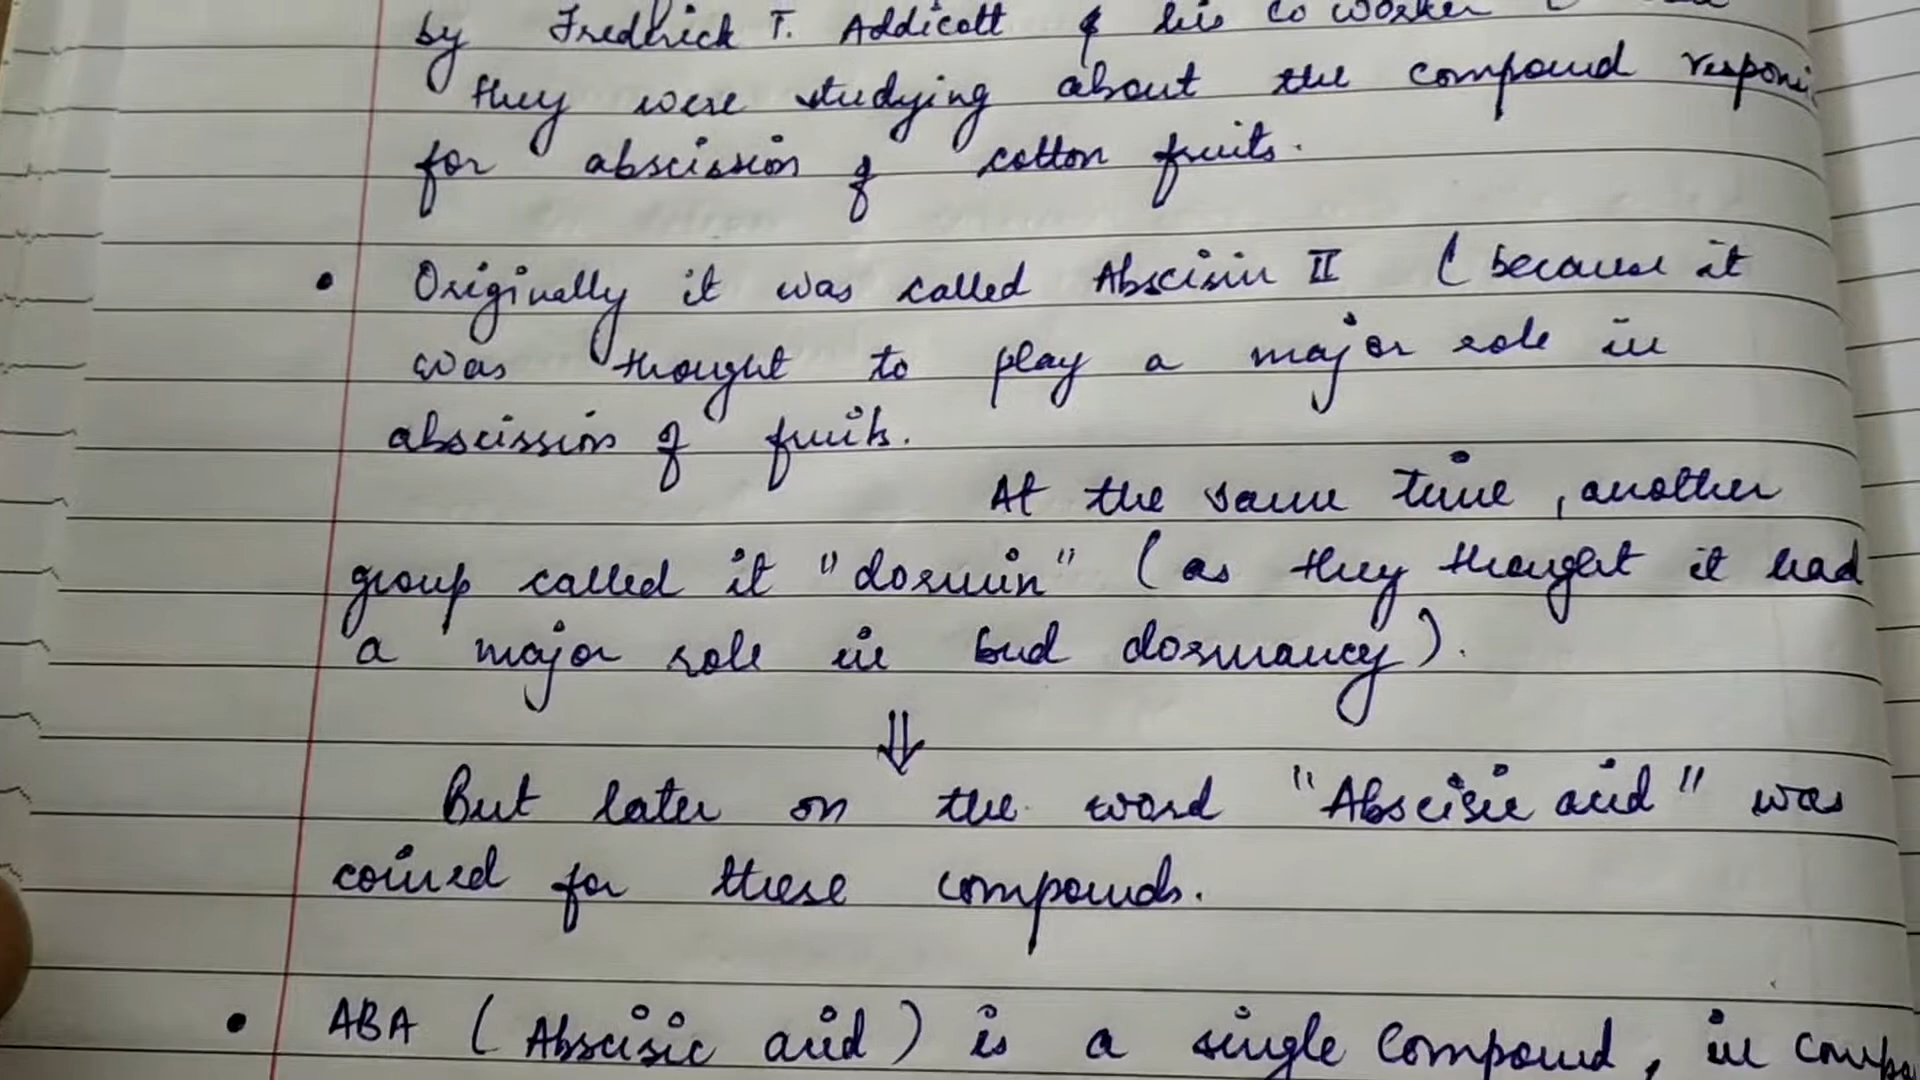 by Fredrick T. Addicott & his co worker
they were studying about the compound responsi
for abscission of cotton fruits.
• Originally it was called Abscisin II ( because it
was thought to play a major role in
abscission of fruits.
At the same time, another
group called it "dormin" ( as they thought it had
a major role in bud dormancy).
⇓
But later on the word "Abscisic acid" was
coined for these compounds.
• ABA ( Abscisic acid ) is a single compound, in compa